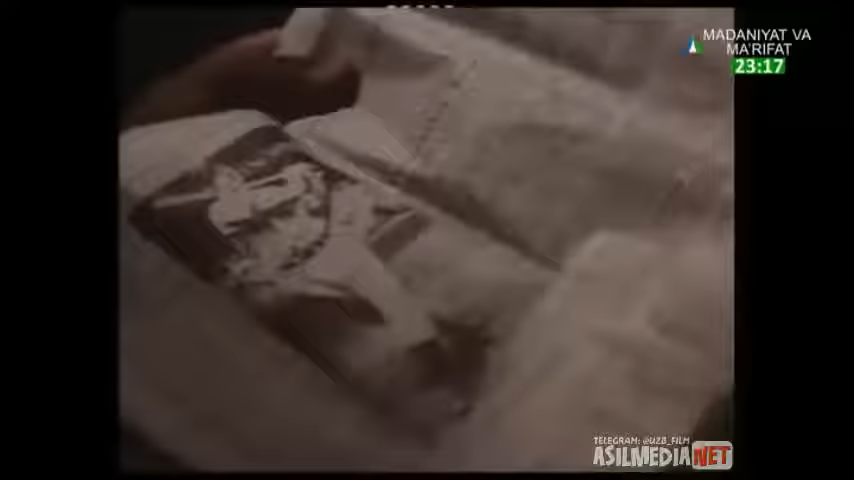 MADANIYAT VA
MA'RIFAT
23:17
TELEGRAM: @UZB_FILM
ASILMEDIA.NET